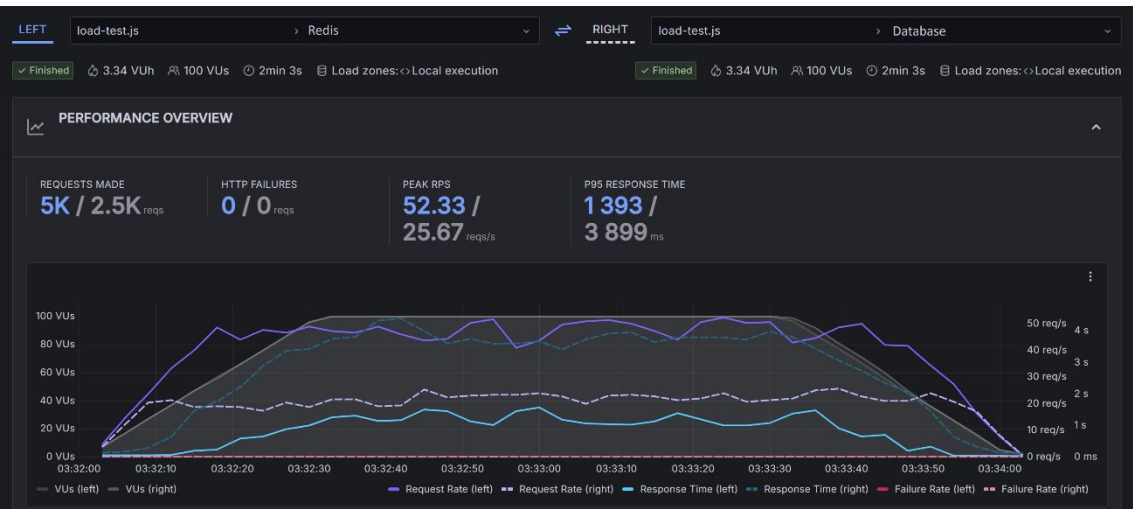 LEFT load-test.js › Redis RIGHT load-test.js › Database
Finished 3.34 VUh 100 VUs 2min 3s Load zones:<>Local execution Finished 3.34 VUh 100 VUs 2min 3s Load zones:<>Local execution
PERFORMANCE OVERVIEW
REQUESTS MADE HTTP FAILURES PEAK RPS P95 RESPONSE TIME
5K / 2.5K reqs 0 / 0 reqs 52.33 / 1 393 /
25.67 reqs/s 3 899 ms
100 VUs 50 req/s 4 s
80 VUs 40 req/s
3 s
60 VUs 30 req/s
2 s
40 VUs 20 req/s
1 s
20 VUs 10 req/s
0 VUs 0 req/s 0 ms
03:32:00 03:32:10 03:32:20 03:32:30 03:32:40 03:32:50 03:33:00 03:33:10 03:33:20 03:33:30 03:33:40 03:33:50 03:34:00
VUs (left) VUs (right) Request Rate (left) Request Rate (right) Response Time (left) Response Time (right) Failure Rate (left) Failure Rate (right)